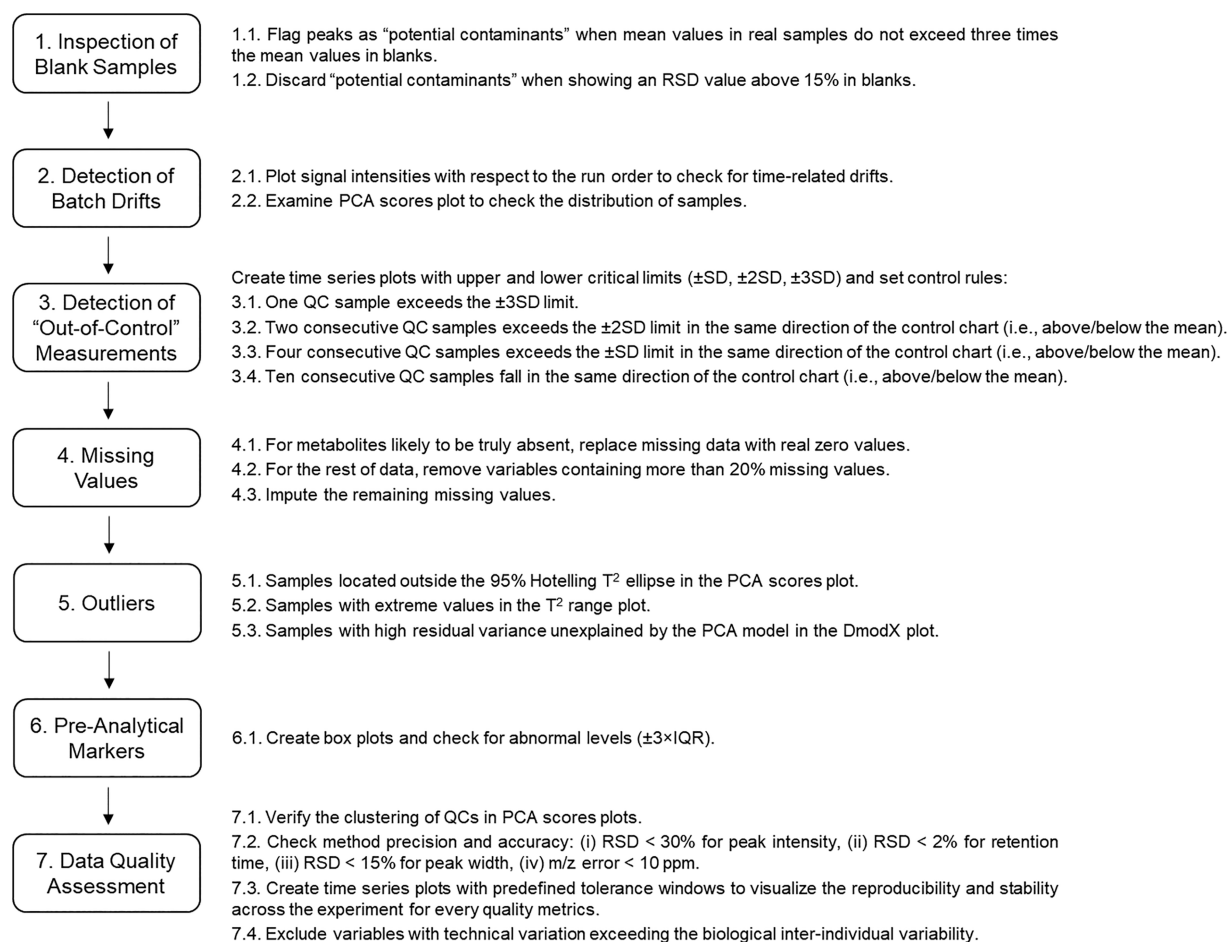 1. Inspection of
Blank Samples
1.1. Flag peaks as “potential contaminants” when mean values in real samples do not exceed three times
the mean values in blanks.
1.2. Discard “potential contaminants” when showing an RSD value above 15% in blanks.
2. Detection of
Batch Drifts
2.1. Plot signal intensities with respect to the run order to check for time-related drifts.
2.2. Examine PCA scores plot to check the distribution of samples.
3. Detection of
“Out-of-Control”
Measurements
Create time series plots with upper and lower critical limits (±SD, ±2SD, ±3SD) and set control rules:
3.1. One QC sample exceeds the ±3SD limit.
3.2. Two consecutive QC samples exceeds the ±2SD limit in the same direction of the control chart (i.e., above/below the mean).
3.3. Four consecutive QC samples exceeds the ±SD limit in the same direction of the control chart (i.e., above/below the mean).
3.4. Ten consecutive QC samples fall in the same direction of the control chart (i.e., above/below the mean).
4. Missing
Values
4.1. For metabolites likely to be truly absent, replace missing data with real zero values.
4.2. For the rest of data, remove variables containing more than 20% missing values.
4.3. Impute the remaining missing values.
5. Outliers
5.1. Samples located outside the 95% Hotelling T² ellipse in the PCA scores plot.
5.2. Samples with extreme values in the T² range plot.
5.3. Samples with high residual variance unexplained by the PCA model in the DmodX plot.
6. Pre-Analytical
Markers
6.1. Create box plots and check for abnormal levels (±3×IQR).
7. Data Quality
Assessment
7.1. Verify the clustering of QCs in PCA scores plots.
7.2. Check method precision and accuracy: (i) RSD < 30% for peak intensity, (ii) RSD < 2% for retention
time, (iii) RSD < 15% for peak width, (iv) m/z error < 10 ppm.
7.3. Create time series plots with predefined tolerance windows to visualize the reproducibility and stability
across the experiment for every quality metrics.
7.4. Exclude variables with technical variation exceeding the biological inter-individual variability.